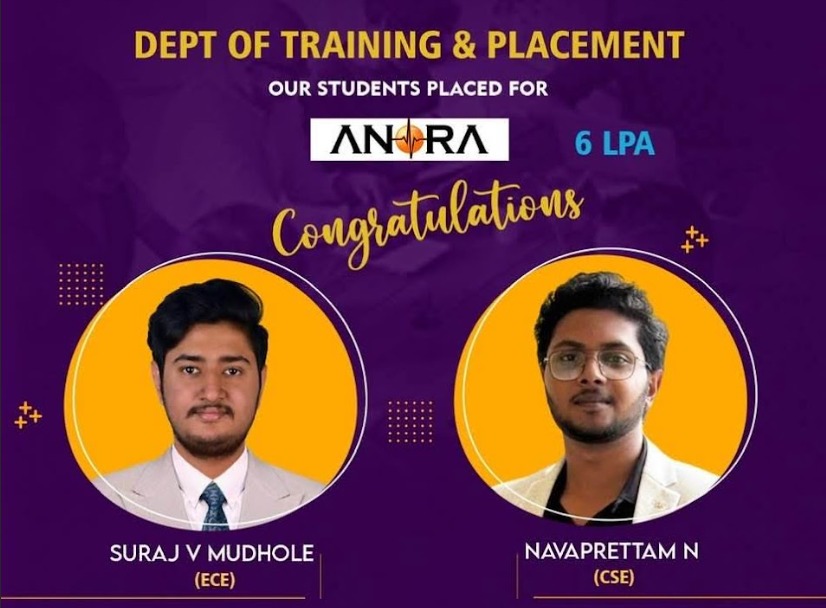 DEPT OF TRAINING & PLACEMENT
OUR STUDENTS PLACED FOR
ANORA 6 LPA
Congratulations
SURAJ V MUDHOLE NAVAPRETTAM N
(ECE) (CSE)